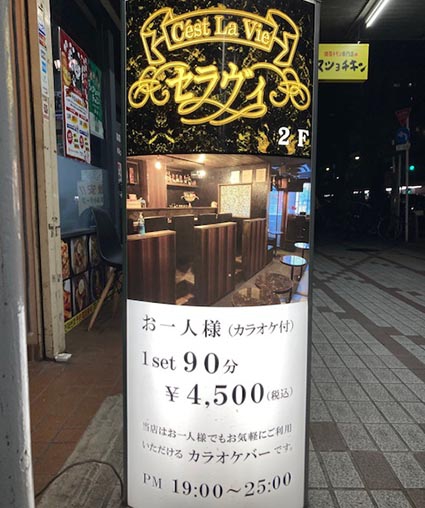 C'est La Vie
セラヴィ
2F
お一人様（カラオケ付）
1set 90分
￥4,500(税込)
当店はお一人様でもお気軽にご利用
いただける カラオケバーです。
PM 19:00～25:00
マツヨチキン